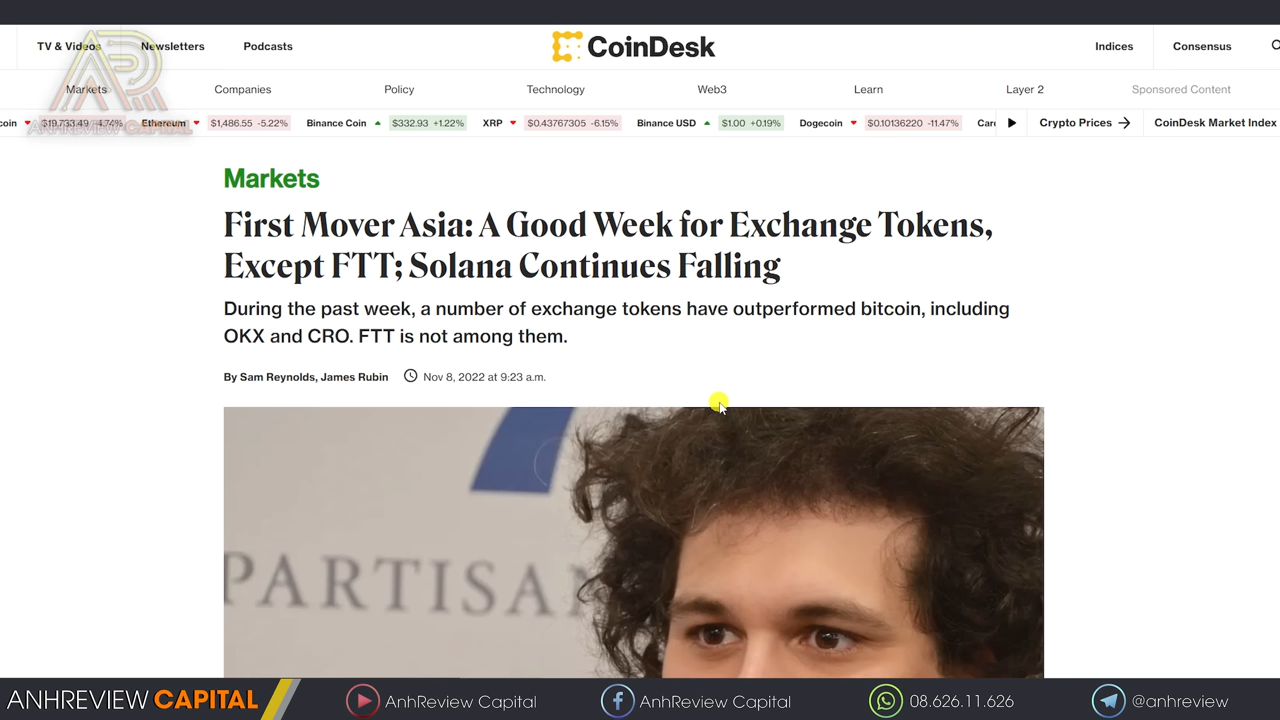 TV & Videos
Newsletters
Podcasts
CoinDesk
Indices
Consensus
Markets
Companies
Policy
Technology
Web3
Learn
Layer 2
Sponsored Content
coin $19,733.49 -4.74%
Ethereum $1,486.55 -5.22%
Binance Coin $332.93 +1.22%
XRP $0.43767305 -6.15%
Binance USD $1.00 +0.19%
Dogecoin $0.10136220 -11.47%
Car
Crypto Prices
CoinDesk Market Index
ANHREVIEW CAPITAL
Markets
First Mover Asia: A Good Week for Exchange Tokens,
Except FTT; Solana Continues Falling
During the past week, a number of exchange tokens have outperformed bitcoin, including
OKX and CRO. FTT is not among them.
By Sam Reynolds, James Rubin
Nov 8, 2022 at 9:23 a.m.
PARTISAN
ANHREVIEW CAPITAL
AnhReview Capital
AnhReview Capital
08.626.11.626
@anhreview